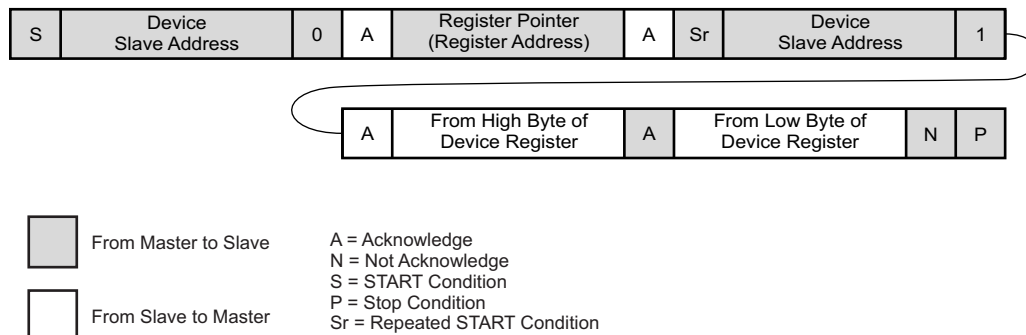 S Device Slave Address 0 A Register Pointer (Register Address) A Sr Device Slave Address 1
A From High Byte of Device Register A From Low Byte of Device Register N P
From Master to Slave
From Slave to Master
A = Acknowledge
N = Not Acknowledge
S = START Condition
P = Stop Condition
Sr = Repeated START Condition